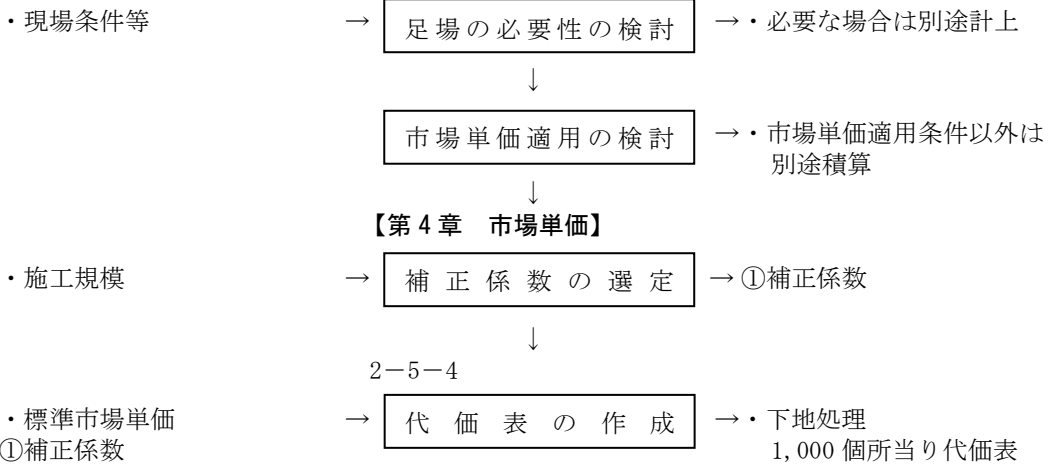 ・現場条件等 → 足場の必要性の検討 →・必要な場合は別途計上
↓
市場単価適用の検討 →・市場単価適用条件以外は
別途積算
↓
【第4章　市場単価】
・施工規模 → 補正係数の選定 → ①補正係数
↓
2－5－4
・標準市場単価 → 代価表の作成 →・下地処理
①補正係数 1,000 個所当り代価表